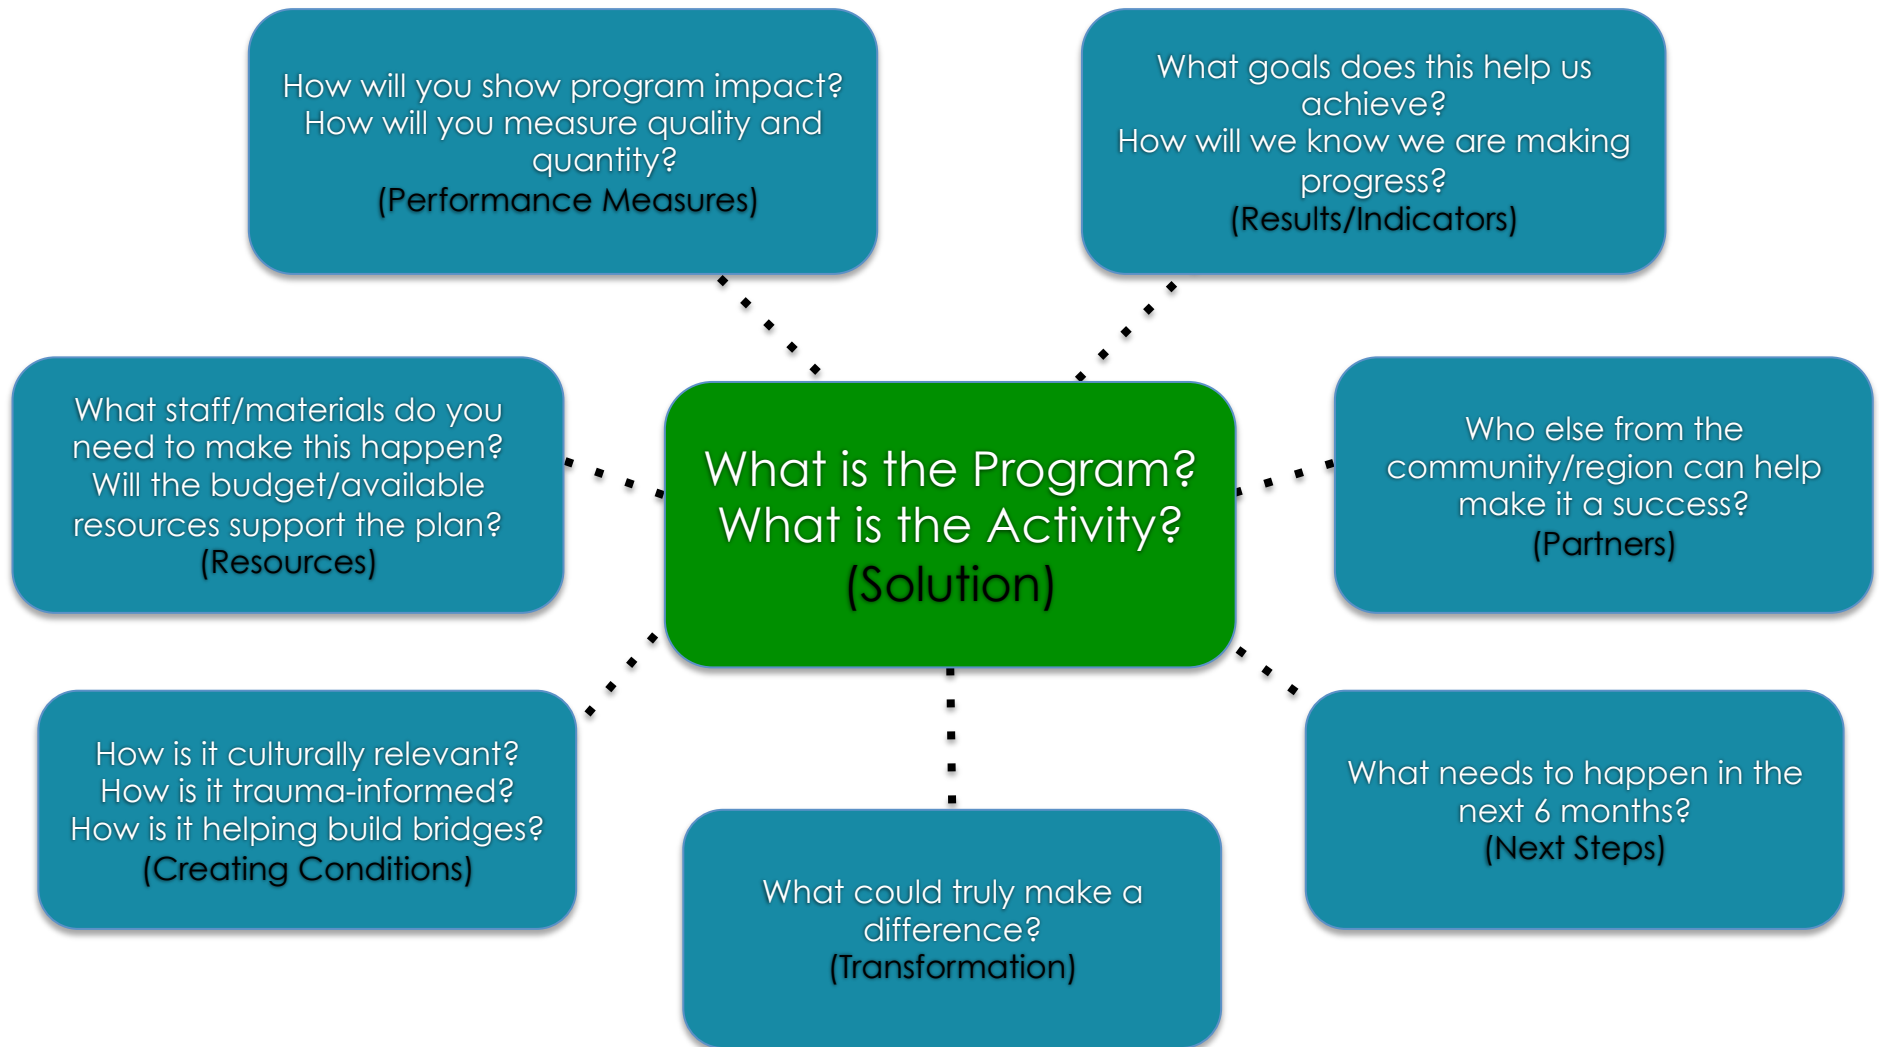 How will you show program impact?
How will you measure quality and
quantity?
(Performance Measures)
What goals does this help us
achieve?
How will we know we are making
progress?
(Results/Indicators)
What staff/materials do you
need to make this happen?
Will the budget/available
resources support the plan?
(Resources)
What is the Program?
What is the Activity?
(Solution)
Who else from the
community/region can help
make it a success?
(Partners)
How is it culturally relevant?
How is it trauma-informed?
How is it helping build bridges?
(Creating Conditions)
What could truly make a
difference?
(Transformation)
What needs to happen in the
next 6 months?
(Next Steps)